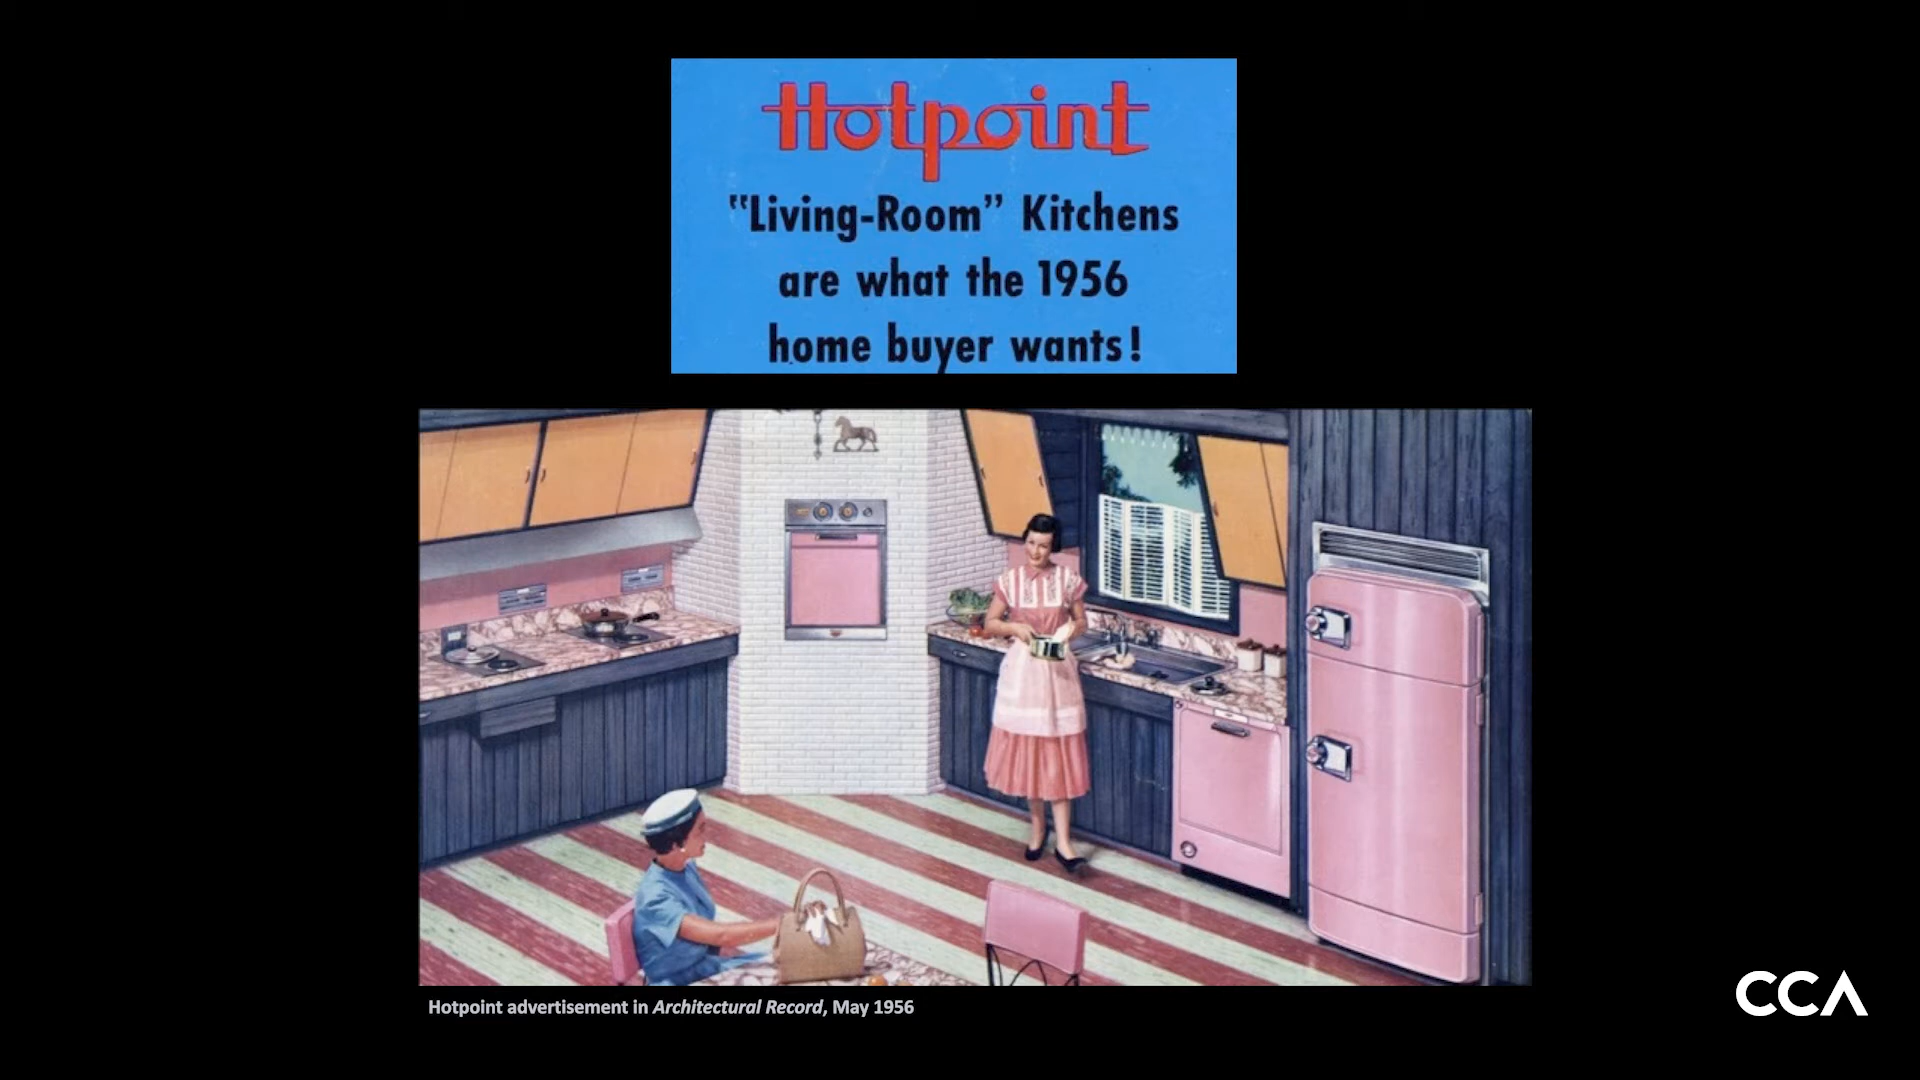 Hotpoint
“Living-Room” Kitchens
are what the 1956
home buyer wants!
Hotpoint advertisement in Architectural Record, May 1956
CCA